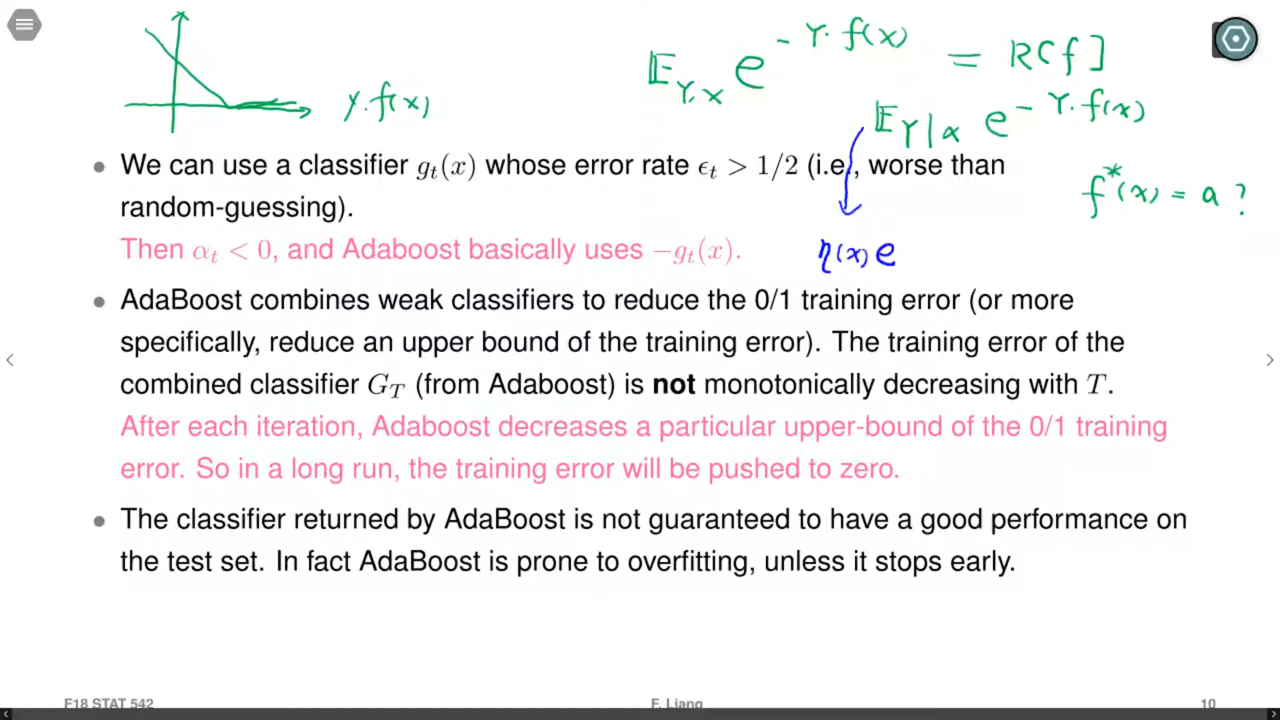 𝔼_{Y,X} e^{-Y·f(x)} = R[f]
y·f(x)
𝔼_{Y|x} e^{-Y·f(x)}
• We can use a classifier g_t(x) whose error rate ϵ_t > 1/2 (i.e., worse than
random-guessing).
f*(x) = a ?
Then α_t < 0, and Adaboost basically uses −g_t(x).
η(x) e
• AdaBoost combines weak classifiers to reduce the 0/1 training error (or more
specifically, reduce an upper bound of the training error). The training error of the
combined classifier G_T (from Adaboost) is not monotonically decreasing with T.
After each iteration, Adaboost decreases a particular upper-bound of the 0/1 training
error. So in a long run, the training error will be pushed to zero.
• The classifier returned by AdaBoost is not guaranteed to have a good performance on
the test set. In fact AdaBoost is prone to overfitting, unless it stops early.
F18 STAT 542 F. Liang 10